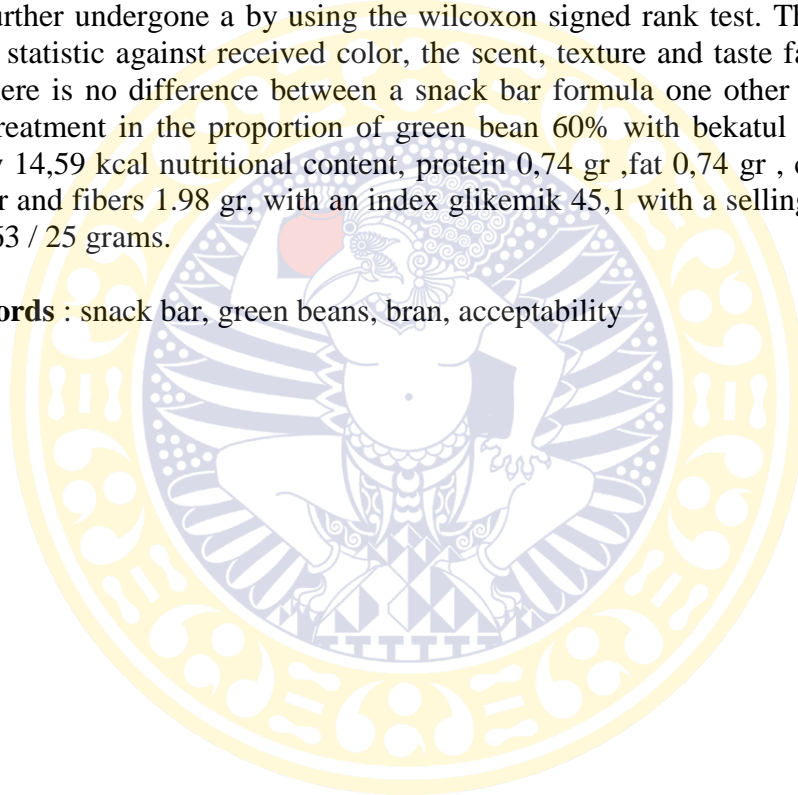 urther undergone a by using the wilcoxon signed rank test. Th
statistic against received color, the scent, texture and taste fa
here is no difference between a snack bar formula one other
reatment in the proportion of green bean 60% with bekatul
14,59 kcal nutritional content, protein 0,74 gr ,fat 0,74 gr ,
r and fibers 1.98 gr, with an index glikemik 45,1 with a selling
63 / 25 grams.
ords : snack bar, green beans, bran, acceptability